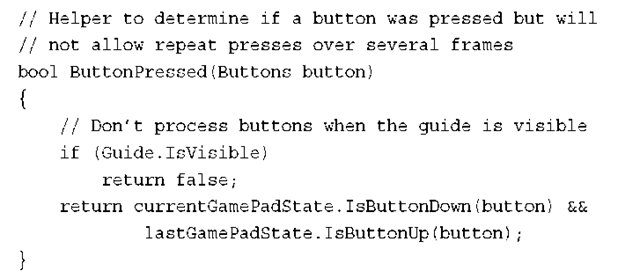 // Helper to determine if a button was pressed but will
// not allow repeat presses over several frames
bool ButtonPressed(Buttons button)
{
    // Don't process buttons when the guide is visible
    if (Guide.IsVisible)
        return false;
    return currentGamePadState.IsButtonDown(button) &&
            lastGamePadState.IsButtonUp(button);
}